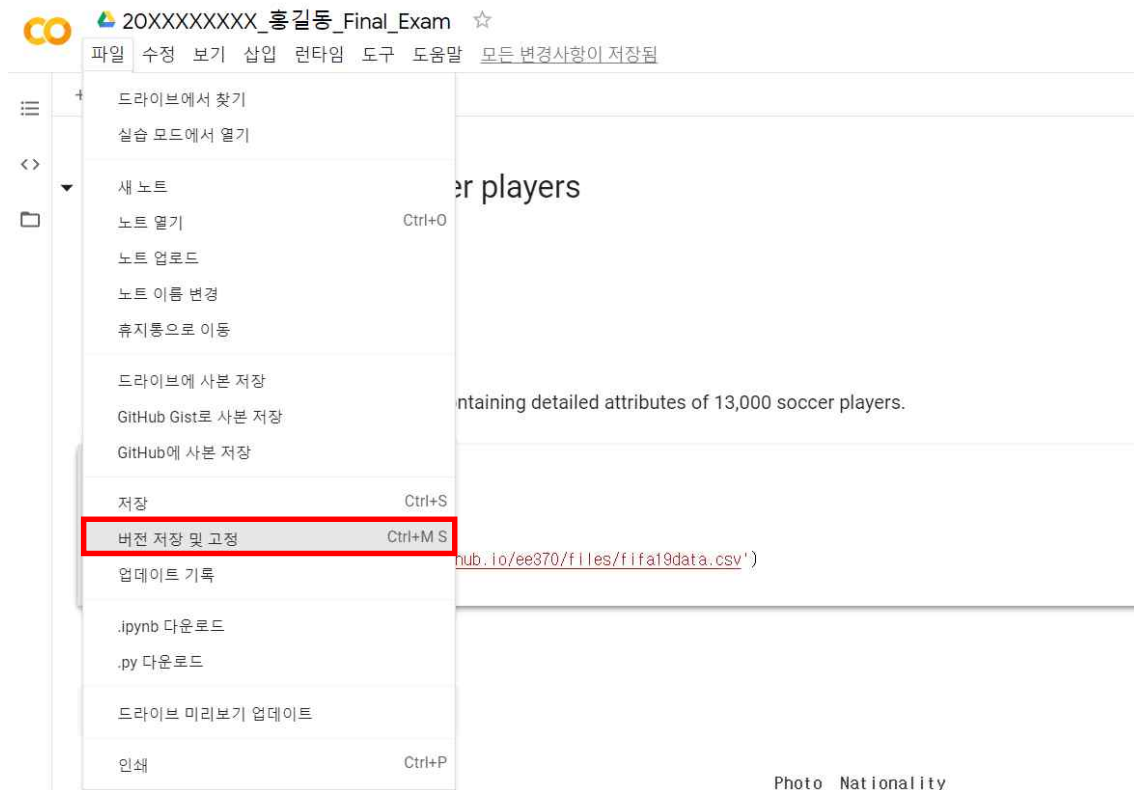 CO
20XXXXXXXX_홍길동_Final_Exam
파일 수정 보기 삽입 런타임 도구 도움말 모든 변경사항이 저장됨
+
드라이브에서 찾기
실습 모드에서 열기
<>
새 노트
er players
노트 열기 Ctrl+O
노트 업로드
노트 이름 변경
휴지통으로 이동
드라이브에 사본 저장
ntaining detailed attributes of 13,000 soccer players.
GitHub Gist로 사본 저장
GitHub에 사본 저장
저장 Ctrl+S
버전 저장 및 고정 Ctrl+M S
hub.io/ee370/files/fifa19data.csv')
업데이트 기록
.ipynb 다운로드
.py 다운로드
드라이브 미리보기 업데이트
인쇄 Ctrl+P
Photo Nationality